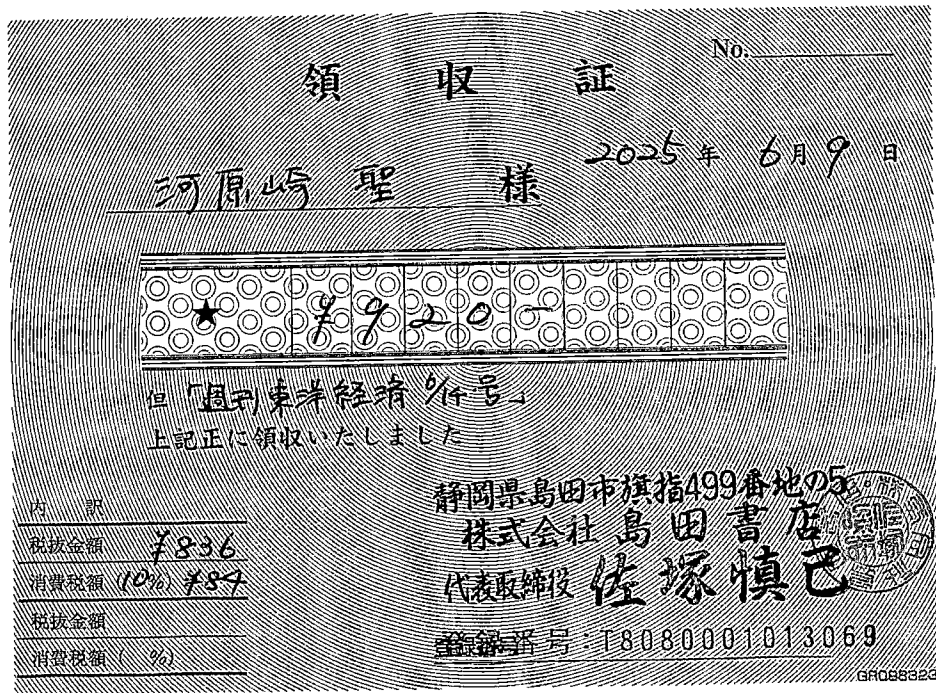 No.
領収証
2025年 6月 9日
河原崎 聖 様
★ ¥920-
但「週刊東洋経済 6/14号」
上記正に領収いたしました
内訳
税抜金額 ¥836
消費税額(10%) ¥84
税抜金額
消費税額( %)
静岡県島田市旗指499番地の5
株式会社 島田書店
代表取締役 佐塚慎己
登録番号:T8080001013069